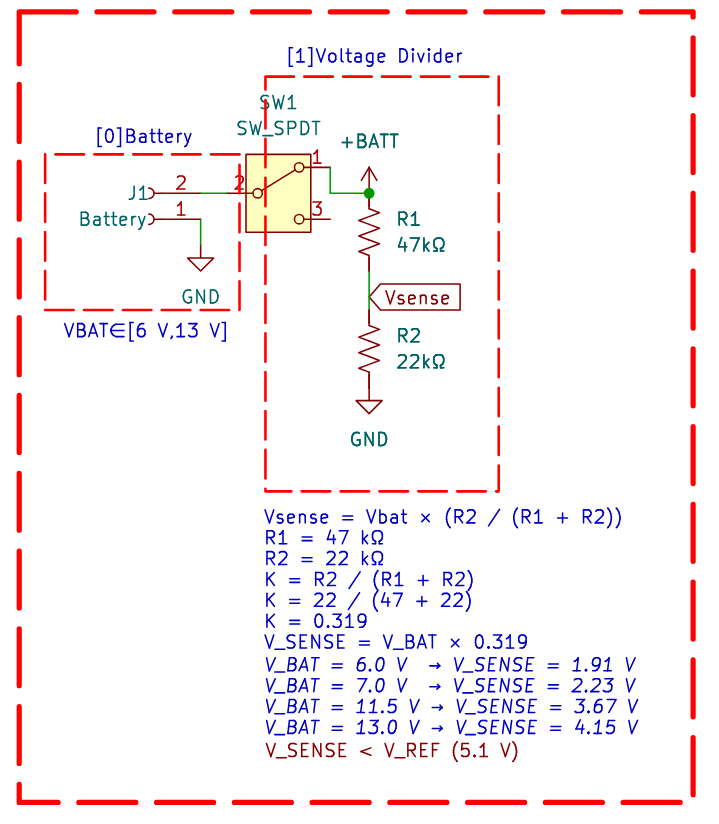 [1]Voltage Divider
SW1
SW_SPDT
[0]Battery
+BATT
1
2
2
J1
3
1
Battery
R1
47kΩ
GND
Vsense
VBAT∈[6 V,13 V]
R2
22kΩ
GND
Vsense = Vbat × (R2 / (R1 + R2))
R1 = 47 kΩ
R2 = 22 kΩ
K = R2 / (R1 + R2)
K = 22 / (47 + 22)
K = 0.319
V_SENSE = V_BAT × 0.319
V_BAT = 6.0 V → V_SENSE = 1.91 V
V_BAT = 7.0 V → V_SENSE = 2.23 V
V_BAT = 11.5 V → V_SENSE = 3.67 V
V_BAT = 13.0 V → V_SENSE = 4.15 V
V_SENSE < V_REF (5.1 V)